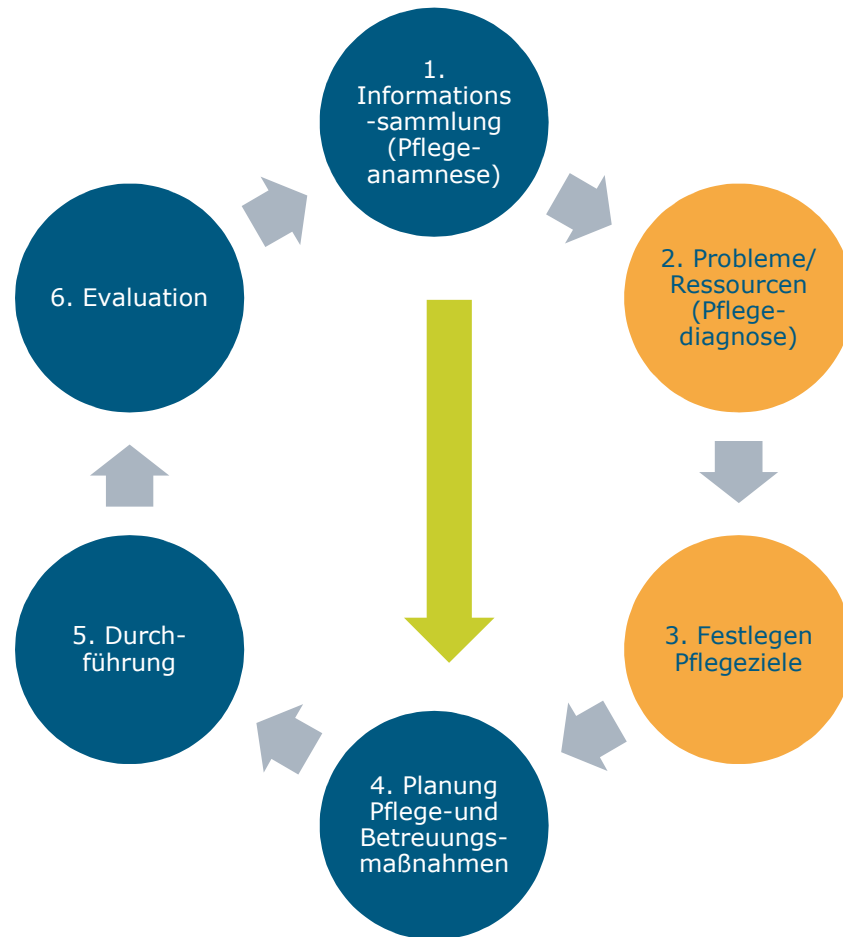 1.
Informations
-sammlung
(Pflege-
anamnese)
2. Probleme/
Ressourcen
(Pflege-
diagnose)
3. Festlegen
Pflegeziele
4. Planung
Pflege-und
Betreuungs-
maßnahmen
5. Durch-
führung
6. Evaluation